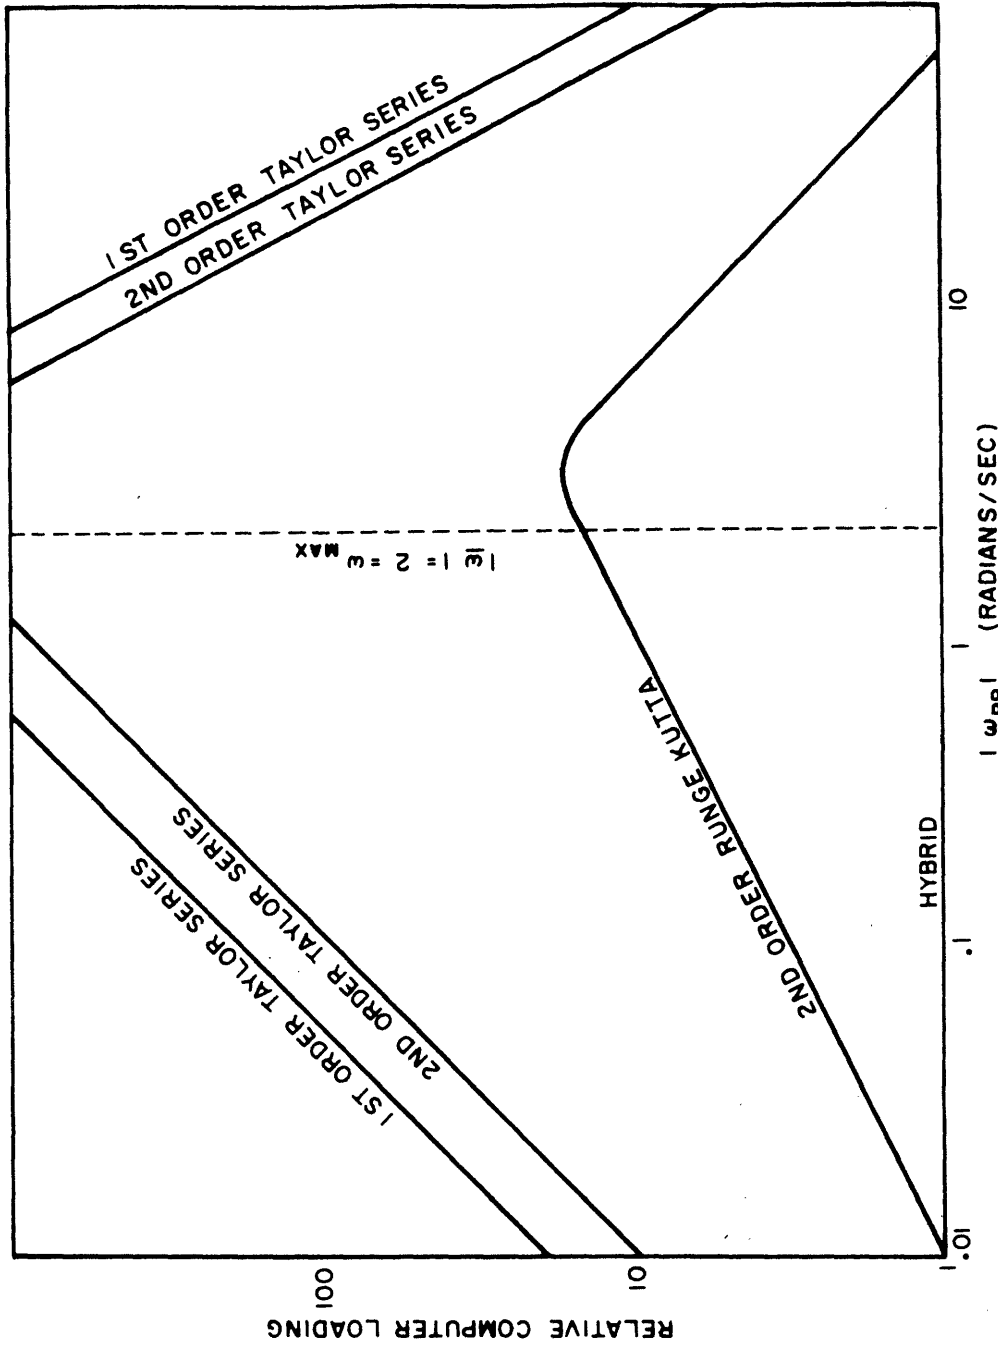 RELATIVE COMPUTER LOADING
100
10
1
1ST ORDER TAYLOR SERIES
2ND ORDER TAYLOR SERIES
|ω̅| = 2 = ω MAX
1ST ORDER TAYLOR SERIES
2ND ORDER TAYLOR SERIES
2ND ORDER RUNGE KUTTA
HYBRID
.01
.1
1
10
|ω| (RADIANS/SEC)